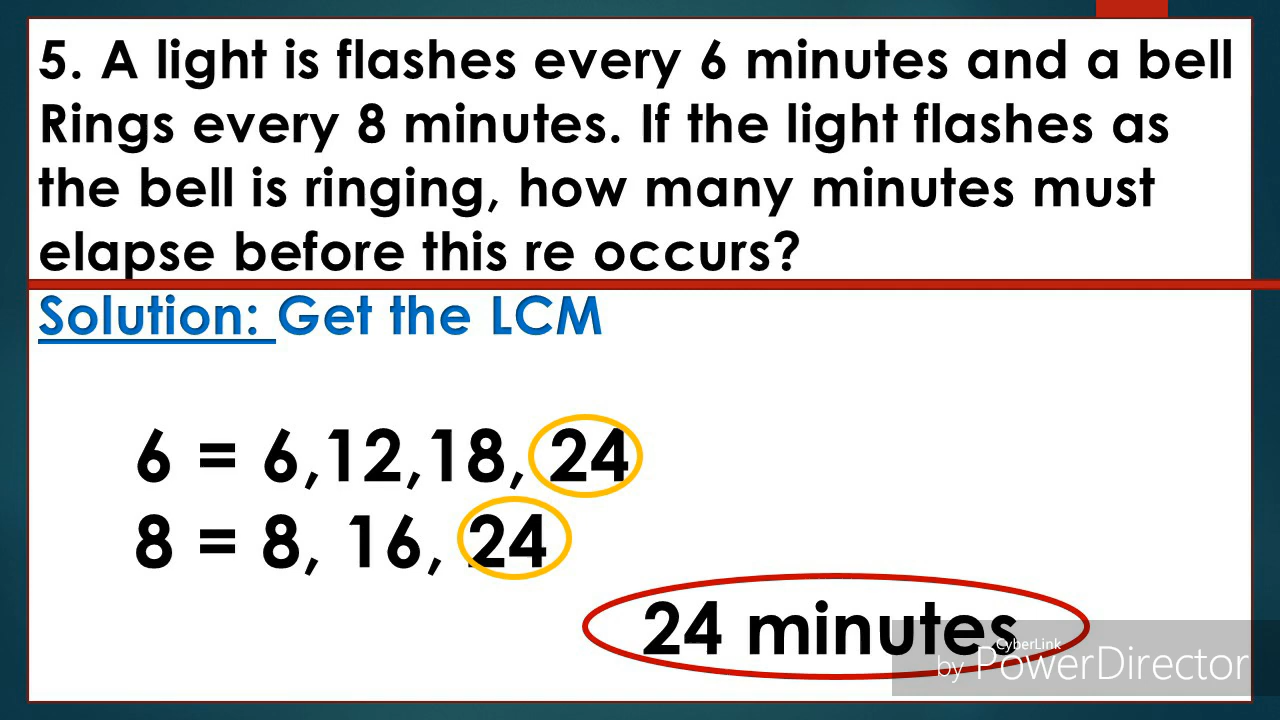 5. A light is flashes every 6 minutes and a bell
Rings every 8 minutes. If the light flashes as
the bell is ringing, how many minutes must
elapse before this re occurs?
Solution: Get the LCM
6 = 6,12,18, 24
8 = 8, 16, 24
24 minutes
CyberLink
by PowerDirector